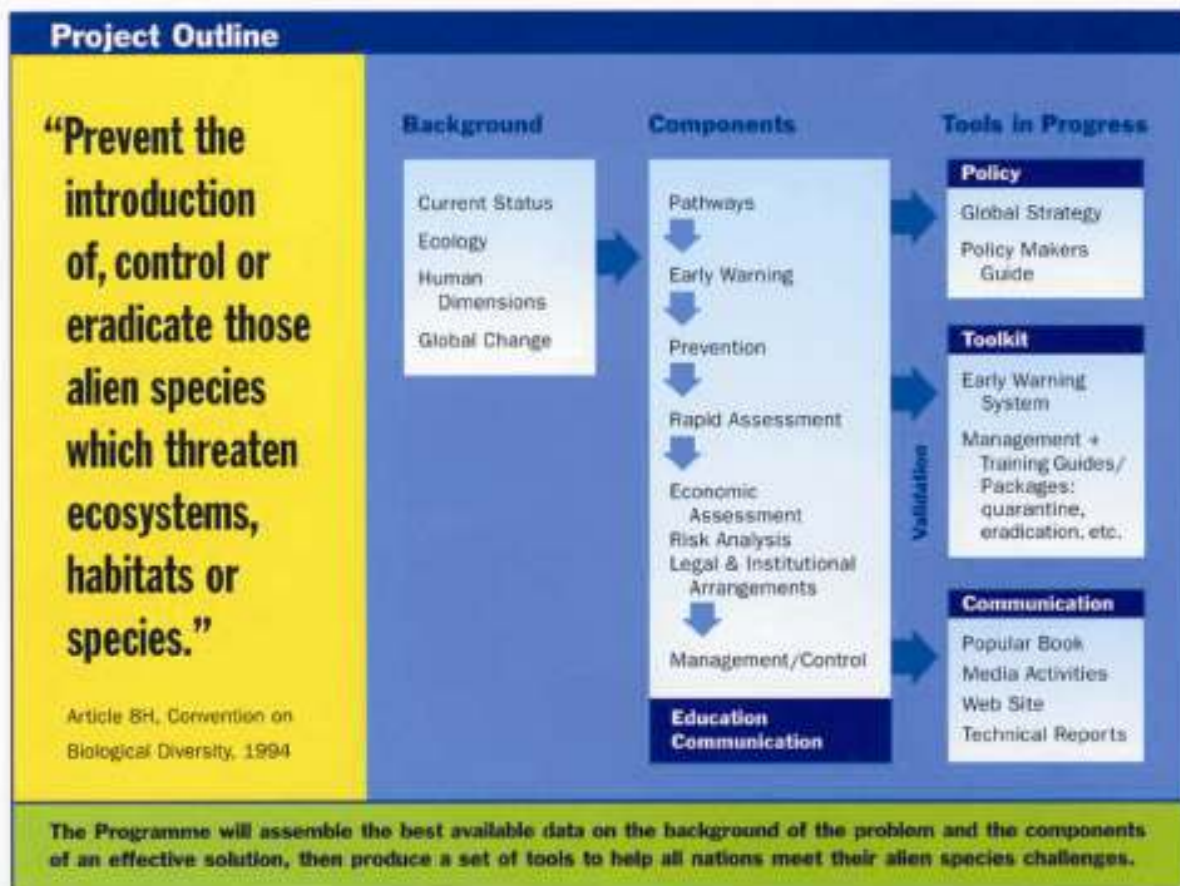 Project Outline
“Prevent the
introduction
of, control or
eradicate those
alien species
which threaten
ecosystems,
habitats or
species.”
Article 8H, Convention on
Biological Diversity, 1994
Background
Current Status
Ecology
Human
Dimensions
Global Change
Components
Pathways
Early Warning
Prevention
Rapid Assessment
Economic
Assessment
Risk Analysis
Legal & Institutional
Arrangements
Management/Control
Education
Communication
Validation
Tools in Progress
Policy
Global Strategy
Policy Makers
Guide
Toolkit
Early Warning
System
Management +
Training Guides/
Packages:
quarantine,
eradication, etc.
Communication
Popular Book
Media Activities
Web Site
Technical Reports
The Programme will assemble the best available data on the background of the problem and the components
of an effective solution, then produce a set of tools to help all nations meet their alien species challenges.